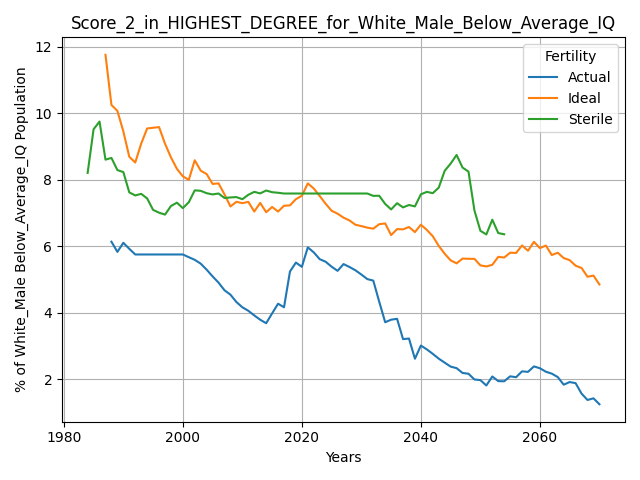 Score_2_in_HIGHEST_DEGREE_for_White_Male_Below_Average_IQ
% of White_Male Below_Average_IQ Population
12
10
8
6
4
2
Fertility
Actual
Ideal
Sterile
1980
2000
2020
2040
2060
Years